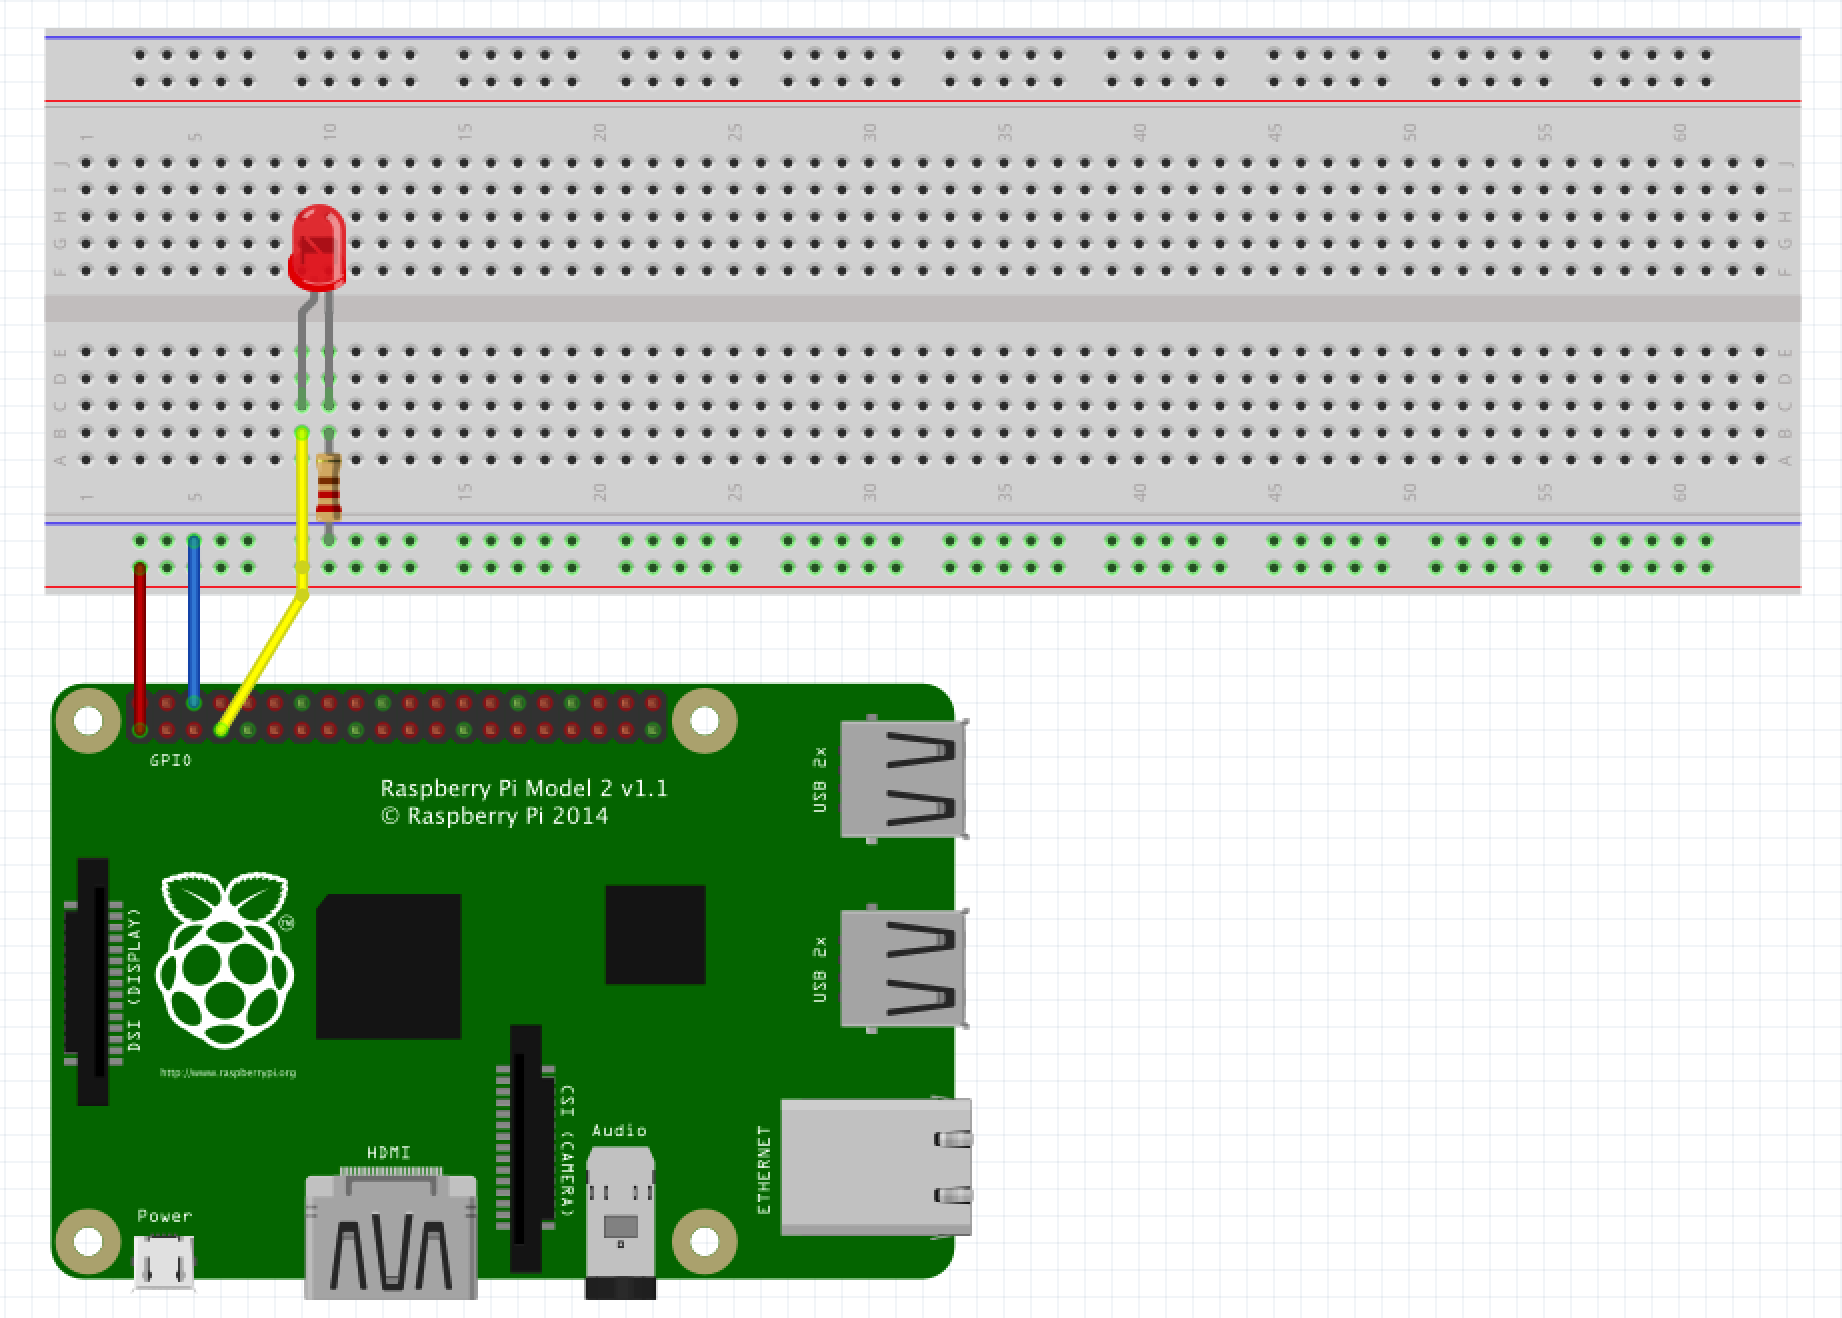 1 5 10 15 20 25 30 35 40 45 50 55 60
J J
I I
H H
G G
F F
E E
D D
C C
B B
A A
1 5 15 20 25 30 35 40 45 50 55 60
GPIO
Raspberry Pi Model 2 v1.1
© Raspberry Pi 2014
USB 2x
USB 2x
DSI (DISPLAY)
TM
http://www.raspberrypi.org
CSI (CAMERA)
Audio
ETHERNET
HDMI
Power